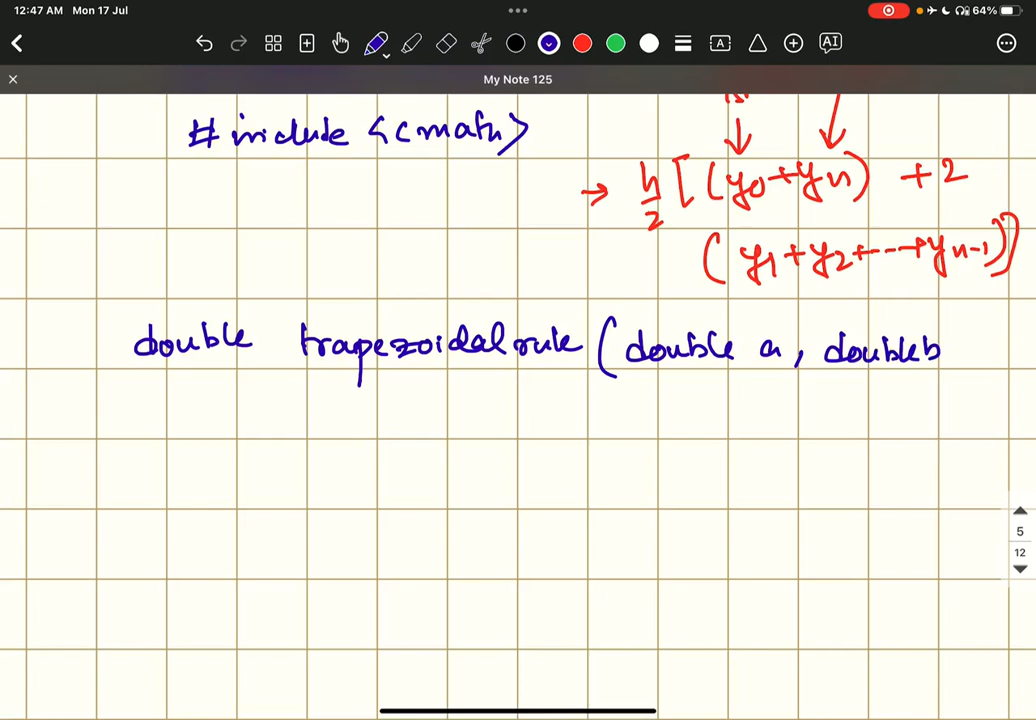 12:47 AM Mon 17 Jul
64%
A
AI
My Note 125
# include <cmath>
→ h/2 [(y0+yn) + 2
(y1+y2+---+yn-1)]
double trapezoidalrule (double a, doubleb
5
12